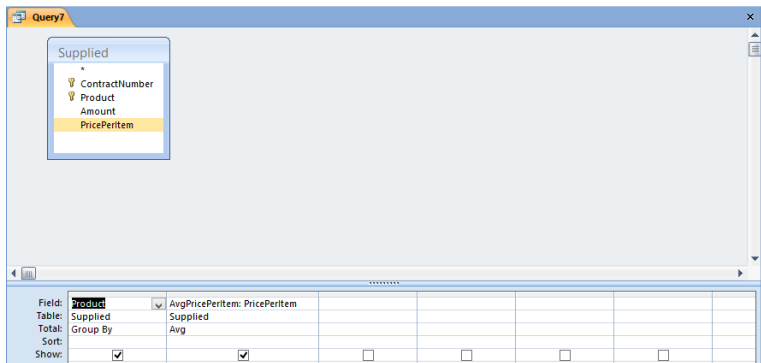 Query7
Supplied
*
ContractNumber
Product
Amount
PricePerItem
Field: Product AvgPricePerItem: PricePerItem
Table: Supplied Supplied
Total: Group By Avg
Sort:
Show: